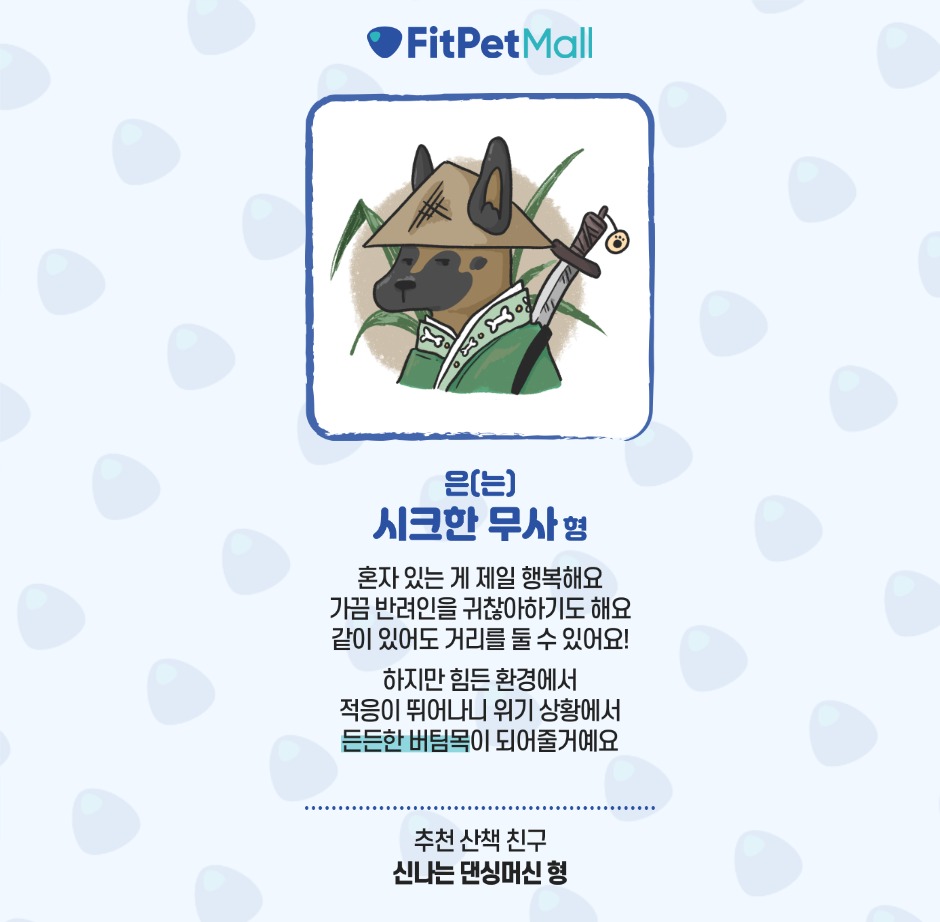 FitPetMall
은(는)
시크한 무사 형
혼자 있는 게 제일 행복해요
가끔 반려인을 귀찮아하기도 해요
같이 있어도 거리를 둘 수 있어요!
하지만 힘든 환경에서
적응이 뛰어나니 위기 상황에서
든든한 버팀목이 되어줄거예요
추천 산책 친구
신나는 댄싱머신 형